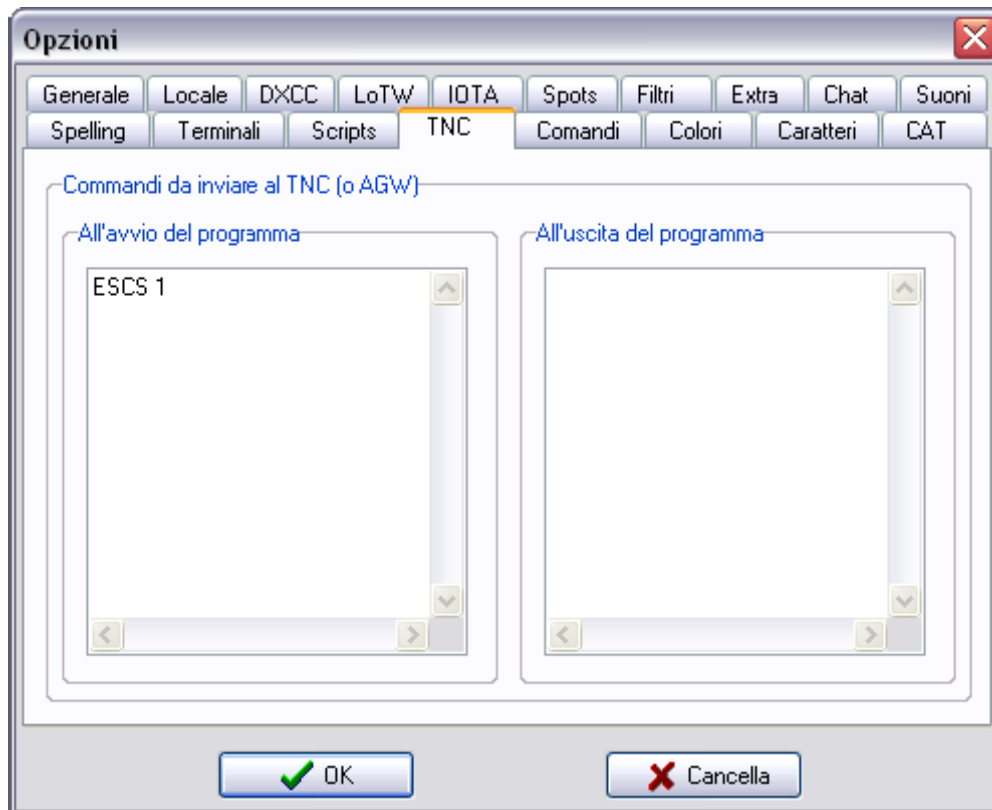 Opzioni
Generale Locale DXCC LoTW IOTA Spots Filtri Extra Chat Suoni
Spelling Terminali Scripts TNC Comandi Colori Caratteri CAT
Commandi da inviare al TNC (o AGW)
All'avvio del programma All'uscita del programma
ESCS 1
OK Cancella